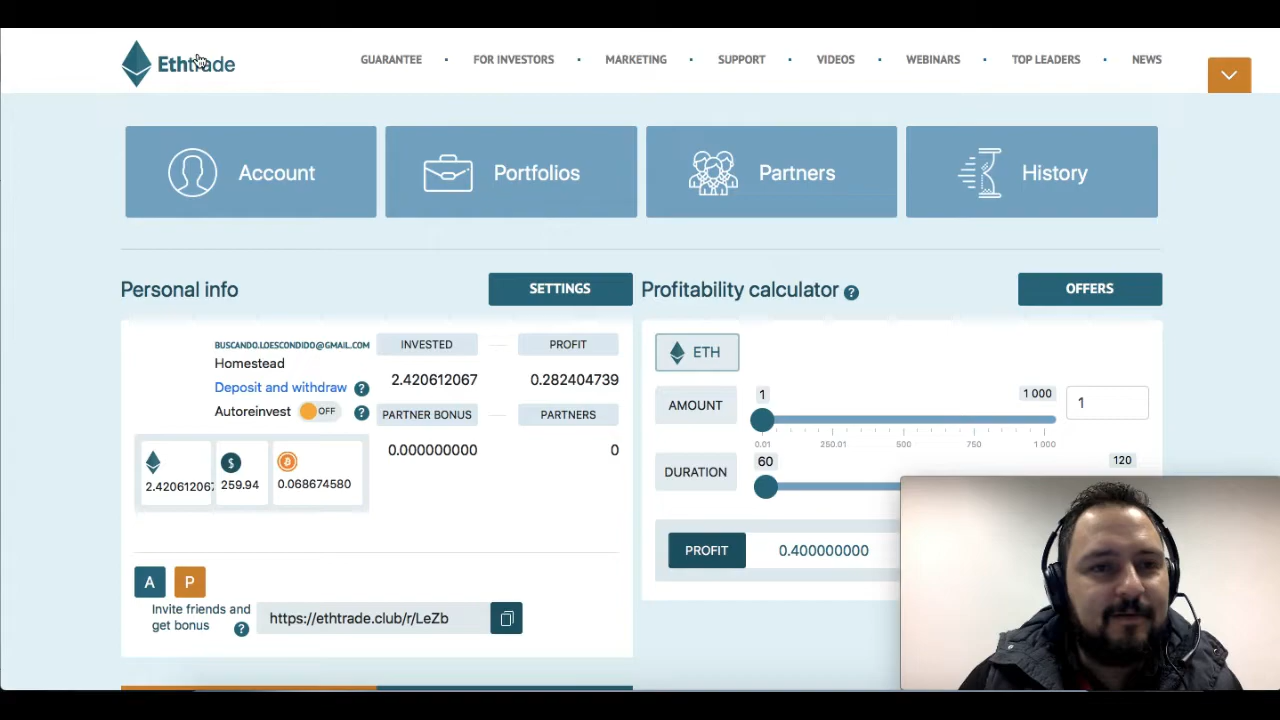 Ethtrade
GUARANTEE
FOR INVESTORS
MARKETING
SUPPORT
VIDEOS
WEBINARS
TOP LEADERS
NEWS
Account
Portfolios
Partners
History
Personal info
SETTINGS
BUSCANDO.LOESCONDIDO@GMAIL.COM
Homestead
Deposit and withdraw ?
Autoreinvest OFF ?
INVESTED
PROFIT
2.420612067
0.282404739
PARTNER BONUS
PARTNERS
0.000000000
0
2.420612067
$
259.94
0.068674580
A
P
Invite friends and
get bonus ?
https://ethtrade.club/r/LeZb
Profitability calculator ?
OFFERS
ETH
AMOUNT
1
1 000
1
0.01
250.01
500
750
1 000
DURATION
60
120
PROFIT
0.400000000